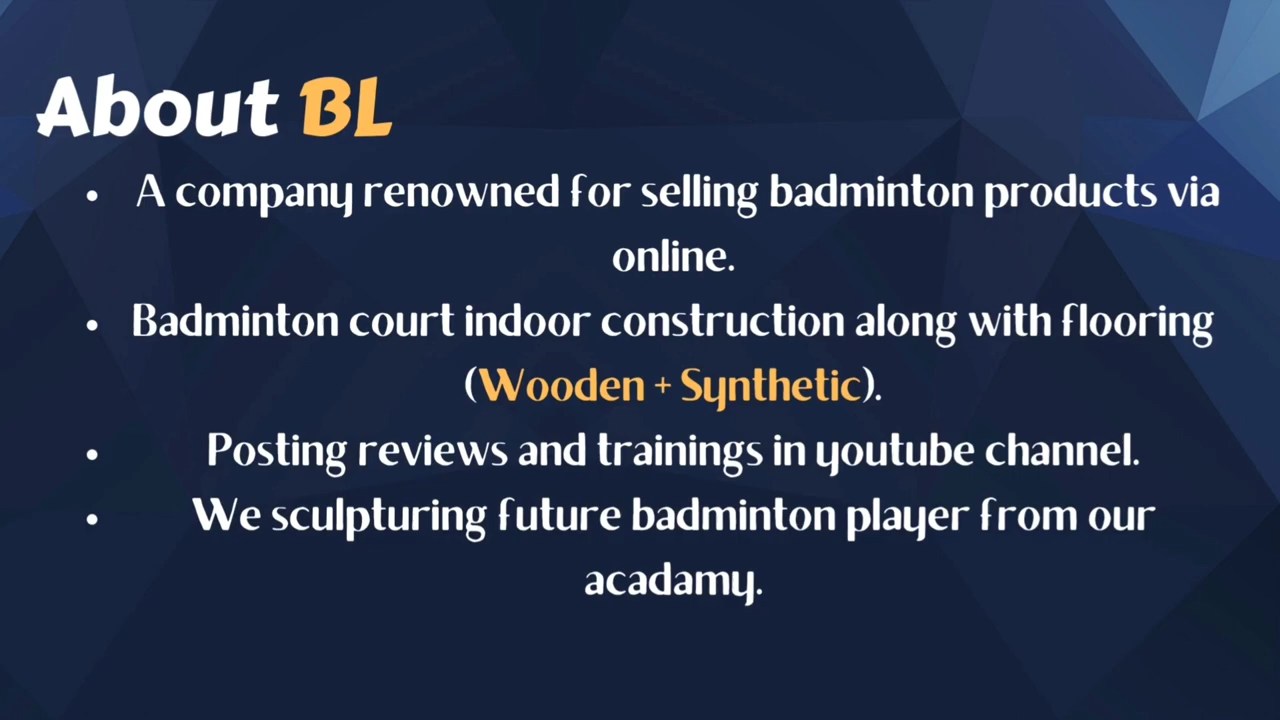 About BL
• A company renowned for selling badminton products via
online.
• Badminton court indoor construction along with flooring
(Wooden + Synthetic).
• Posting reviews and trainings in youtube channel.
• We sculpturing future badminton player from our
acadamy.